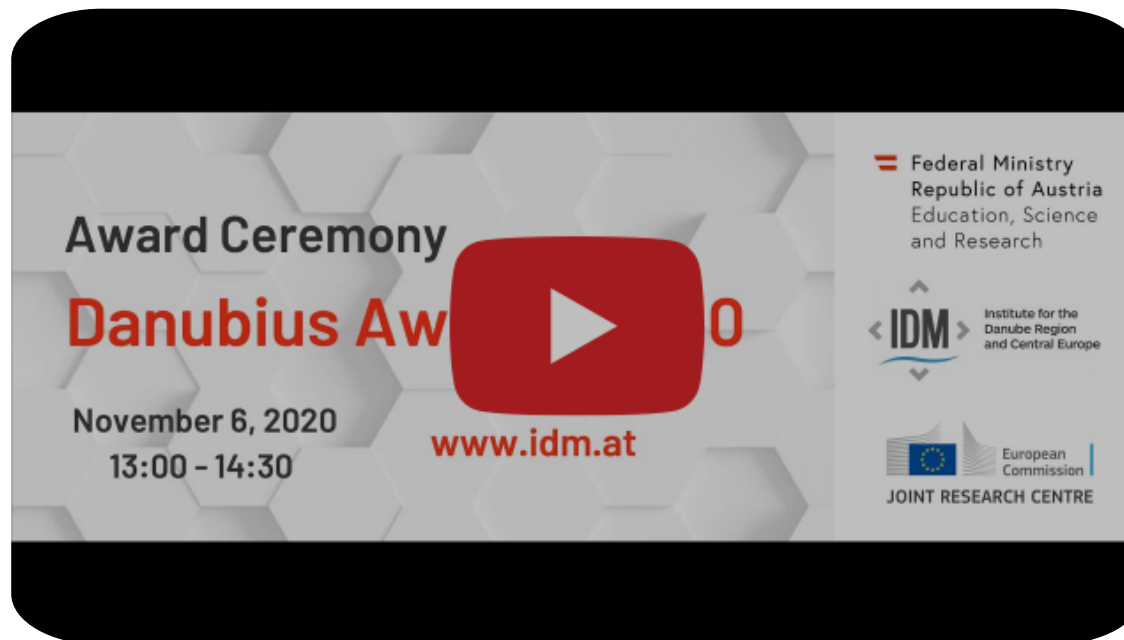 Award Ceremony
Danubius Aw 0
November 6, 2020
13:00 - 14:30
www.idm.at
Federal Ministry
Republic of Austria
Education, Science
and Research
IDM
Institute for the
Danube Region
and Central Europe
European
Commission
JOINT RESEARCH CENTRE